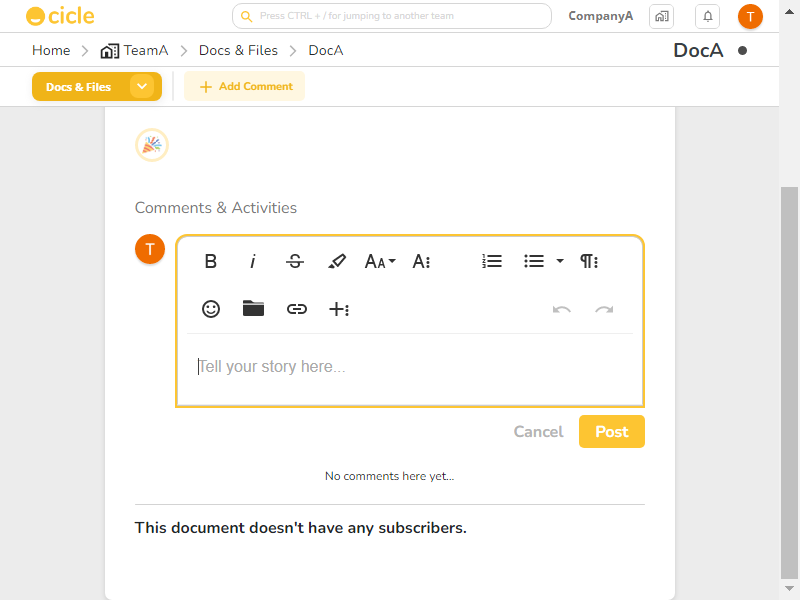 cicle
Press CTRL + / for jumping to another team
CompanyA
T
Home
TeamA
Docs & Files
DocA
DocA
Docs & Files
Add Comment
Comments & Activities
T
B i S AA A
Tell your story here...
Cancel
Post
No comments here yet...
This document doesn't have any subscribers.